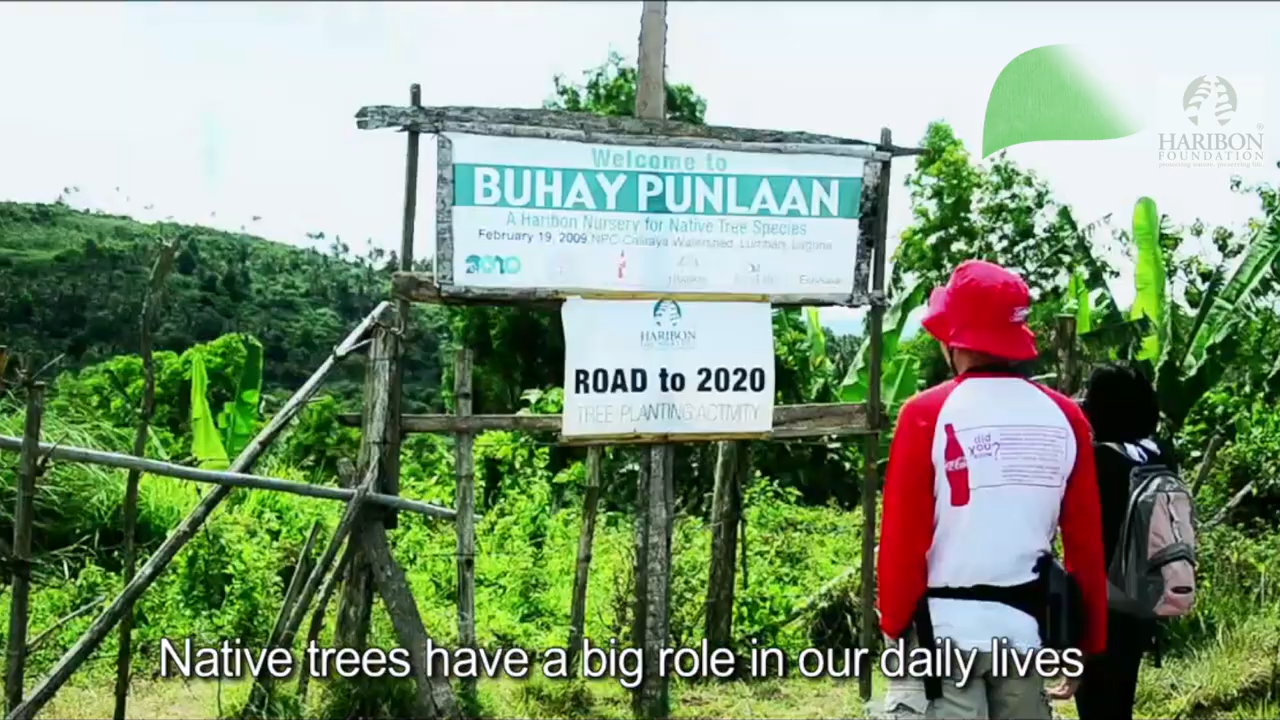 Welcome to
BUHAY PUNLAAN
A Haribon Nursery for Native Tree Species
February 19, 2009 NPC-Caliraya Watershed, Lumban, Laguna
2010
HARIBON
ROAD to 2020
TREE PLANTING ACTIVITY
HARIBON
FOUNDATION
did
you
Coca-Cola
Native trees have a big role in our daily lives